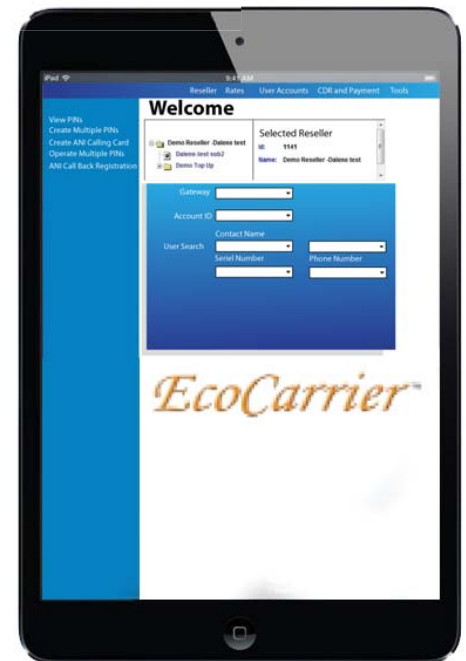 iPad 9:41 AM
Reseller Rates User Accounts CDR and Payment Tools
View PINs
Create Multiple PINs
Create ANI Calling Card
Operate Multiple PINs
ANI Call Back Registration
Welcome
Demo Reseller -Dalene test
Dalene-test sub2
Demo Top Up
Selected Reseller
Id: 1141
Name: Demo Reseller -Dalene test
Gateway
Account ID
Contact Name
User Search
Seriel Number Phone Number
EcoCarrier™